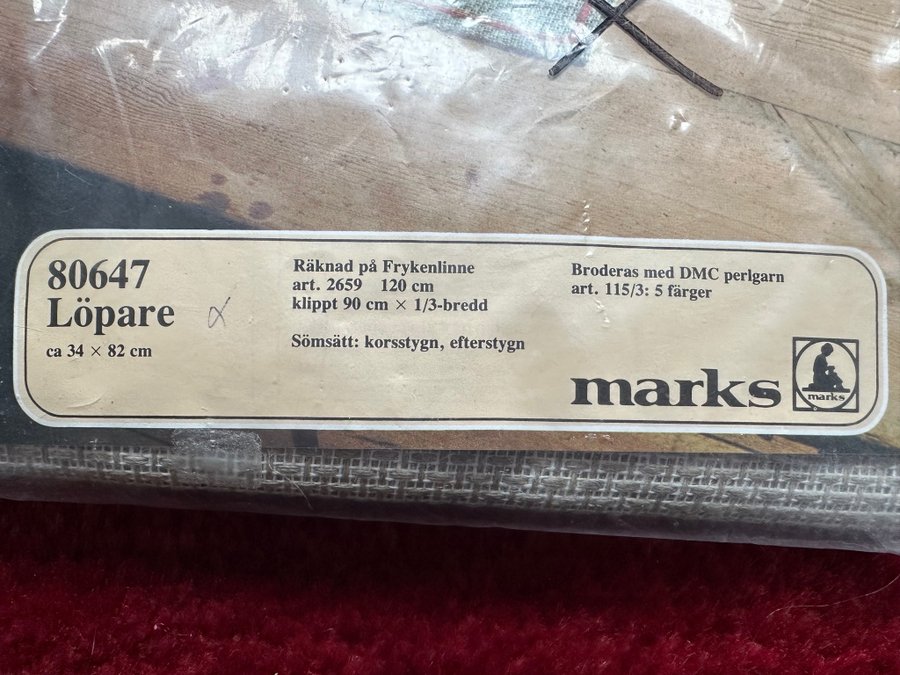 80647
Löpare
ca 34 × 82 cm
Räknad på Frykenlinne
art. 2659 120 cm
klippt 90 cm × 1/3-bredd
Sömsätt: korsstygn, efterstygn
Broderas med DMC perlgarn
art. 115/3: 5 färger
marks
marks